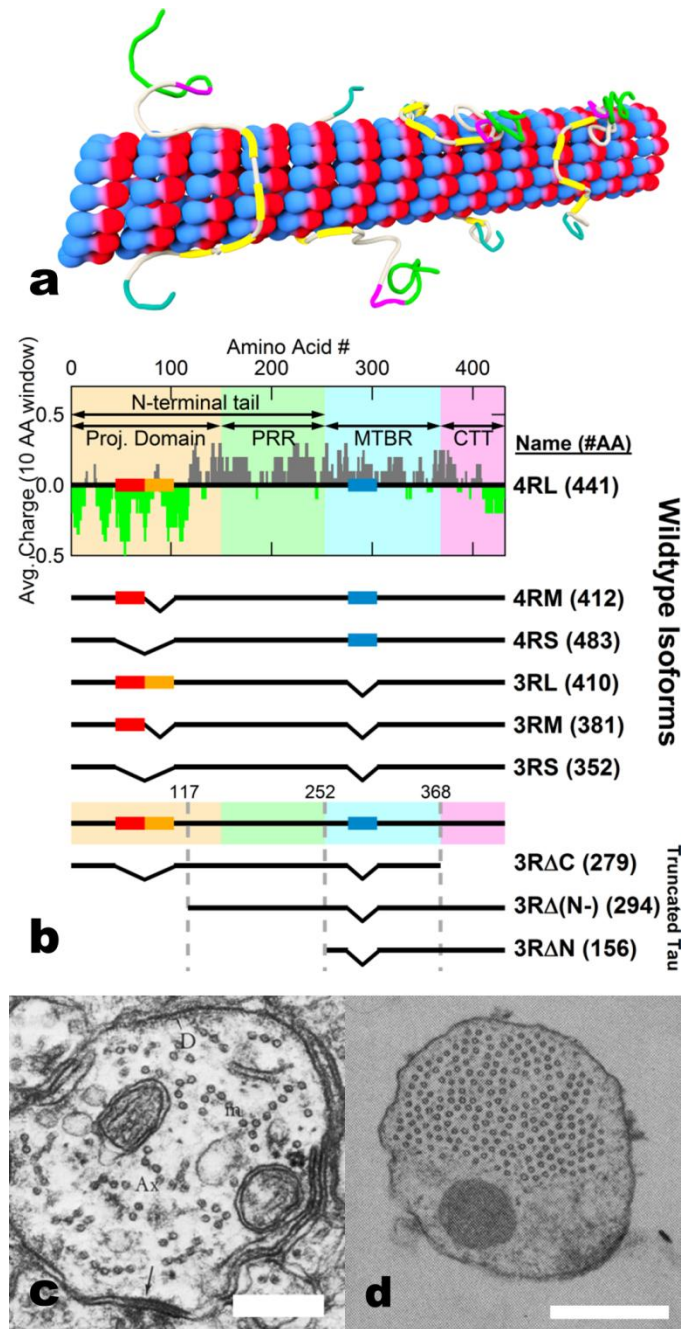 a
Amino Acid #
0 100 200 300 400
N-terminal tail
Proj. Domain PRR MTBR CTT
Name (#AA)
0.5
0.0
0.5
Avg. Charge (10 AA window)
4RL (441)
4RM (412)
4RS (483)
3RL (410)
3RM (381)
3RS (352)
Wildtype Isoforms
117 252 368
3RΔC (279)
3RΔ(N-) (294)
3RΔN (156)
Truncated Tau
b
D
m
Ax
c
d